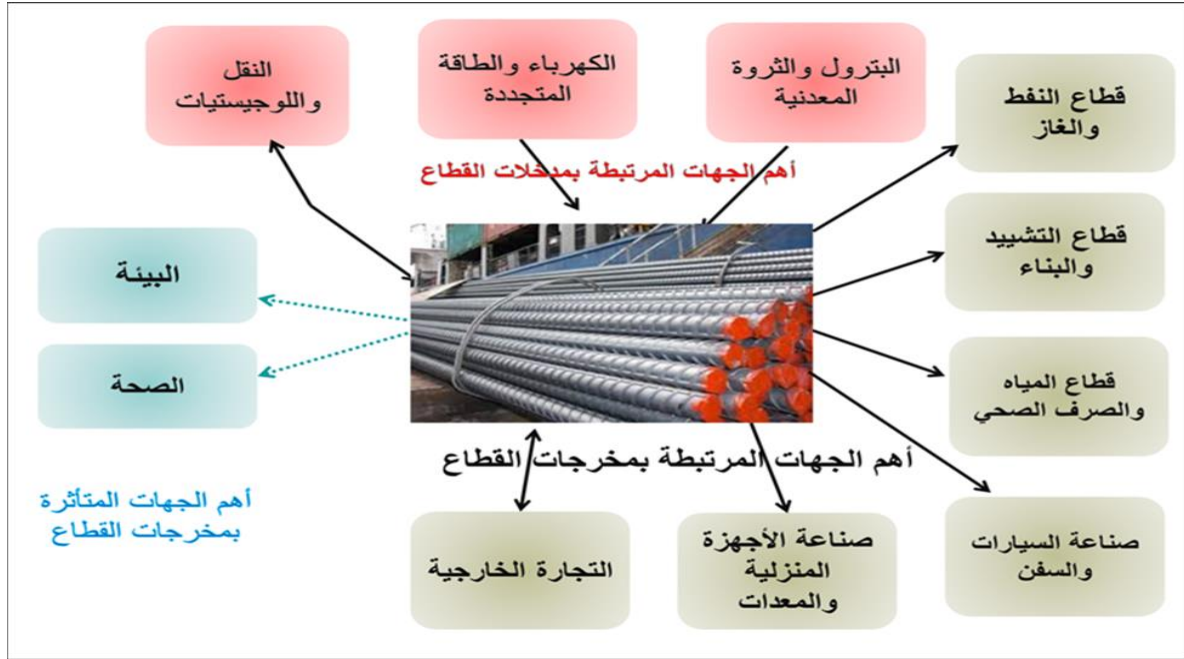 البترول والثروة
المعدنية
الكهرباء والطاقة
المتجددة
النقل
واللوجيستيات
أهم الجهات المرتبطة بمدخلات القطاع
قطاع النفط
والغاز
قطاع التشييد
والبناء
قطاع المياه
والصرف الصحي
صناعة السيارات
والسفن
صناعة الأجهزة
المنزلية
والمعدات
التجارة الخارجية
أهم الجهات المرتبطة بمخرجات القطاع
البيئة
الصحة
أهم الجهات المتأثرة
بمخرجات القطاع